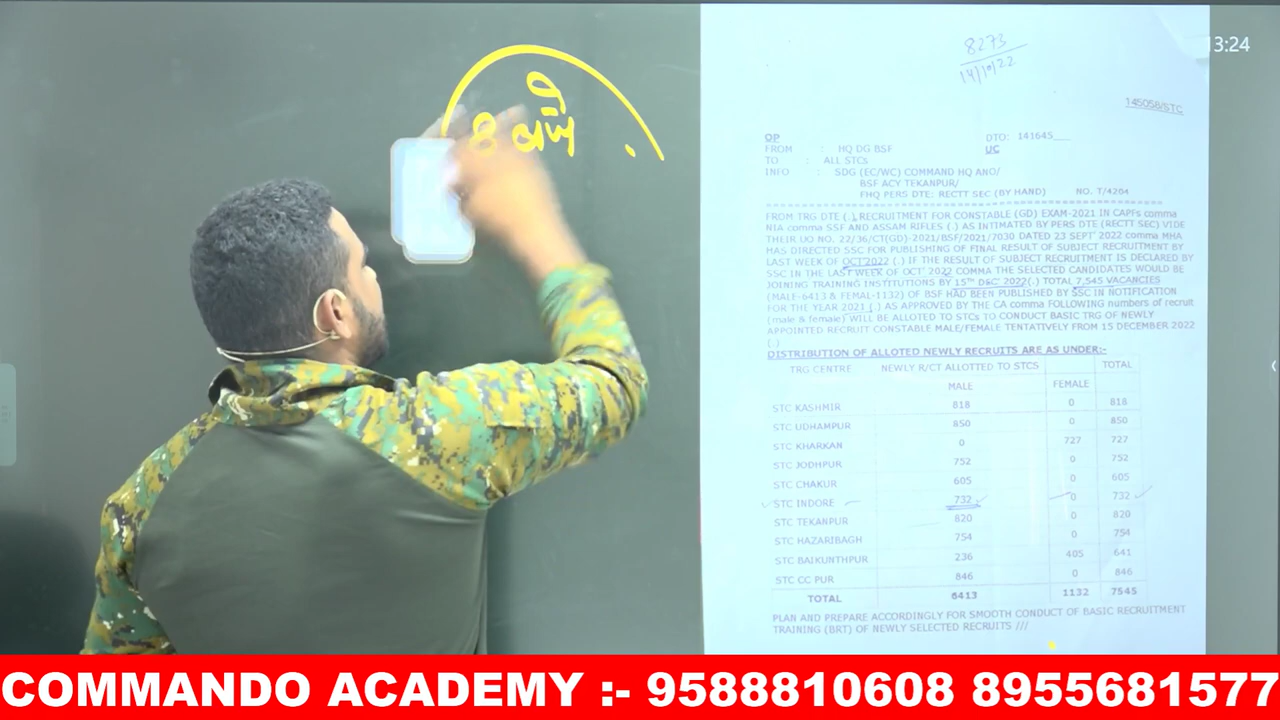 8
13:24
8273
14/10/22
145058/STC
OP
DTO: 141645___
FROM : HQ DG BSF
UC
TO : ALL STCs
INFO : SDG (EC/WC) COMMAND HQ ANO/
BSF ACY TEKANPUR/
FHQ PERS DTE: RECTT SEC (BY HAND) NO. T/4264
FROM TRG DTE (.) RECRUITMENT FOR CONSTABLE (GD) EXAM-2021 IN CAPFs comma
NIA comma SSF AND ASSAM RIFLES (.) AS INTIMATED BY PERS DTE (RECTT SEC) VIDE
THEIR UO NO. 22/36/CT(GD)-2021/BSF/2021/7030 DATED 23 SEPT' 2022 comma MHA
HAS DIRECTED SSC FOR PUBLISHING OF FINAL RESULT OF SUBJECT RECRUITMENT BY
LAST WEEK OF OCT'2022 (.) IF THE RESULT OF SUBJECT RECRUITMENT IS DECLARED BY
SSC IN THE LAST WEEK OF OCT' 2022 COMMA THE SELECTED CANDIDATES WOULD BE
JOINING TRAINING INSTITUTIONS BY 15TH DEC' 2022(.) TOTAL 7,545 VACANCIES
(MALE-6413 & FEMAL-1132) OF BSF HAD BEEN PUBLISHED BY SSC IN NOTIFICATION
FOR THE YEAR 2021 (.) AS APPROVED BY THE CA comma FOLLOWING numbers of recruit
(male & female) WILL BE ALLOTED TO STCs TO CONDUCT BASIC TRG OF NEWLY
APPOINTED RECRUIT CONSTABLE MALE/FEMALE TENTATIVELY FROM 15 DECEMBER 2022
(.)
DISTRIBUTION OF ALLOTED NEWLY RECRUITS ARE AS UNDER:-
TRG CENTRE NEWLY R/CT ALLOTTED TO STCS TOTAL
MALE FEMALE
STC KASHMIR 818 0 818
STC UDHAMPUR 850 0 850
STC KHARKAN 0 727 727
STC JODHPUR 752 0 752
STC CHAKUR 605 0 605
STC INDORE 732 0 732
STC TEKANPUR 820 0 820
STC HAZARIBAGH 754 0 754
STC BAIKUNTHPUR 236 405 641
STC CC PUR 846 0 846
TOTAL 6413 1132 7545
PLAN AND PREPARE ACCORDINGLY FOR SMOOTH CONDUCT OF BASIC RECRUITMENT
TRAINING (BRT) OF NEWLY SELECTED RECRUITS ///
COMMANDO ACADEMY :- 9588810608 8955681577